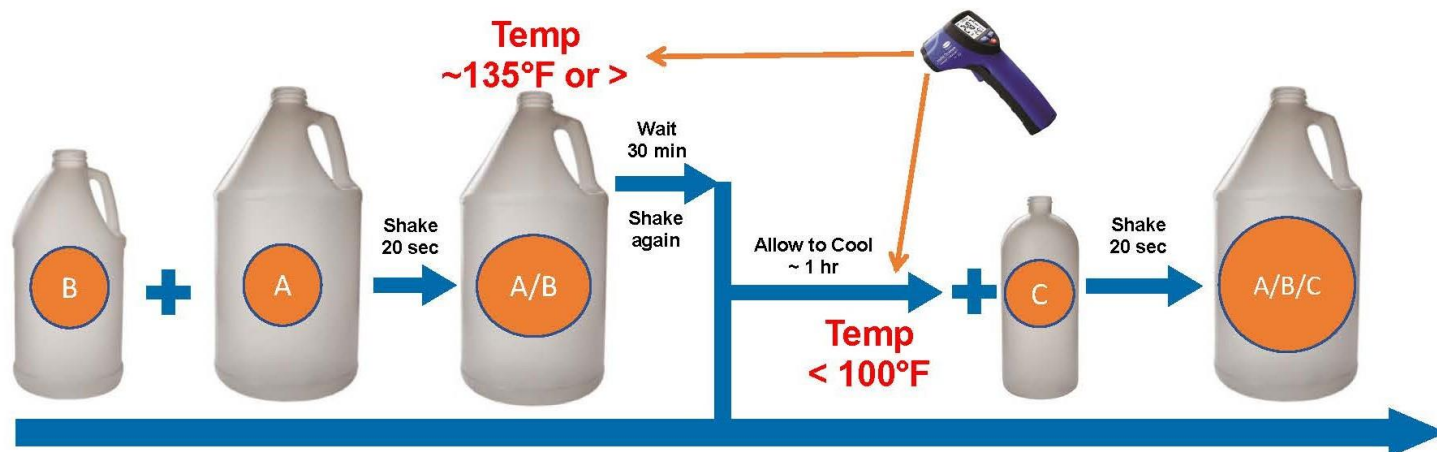 Temp
~135°F or >
B
A
Shake
20 sec
A/B
Wait
30 min
Shake
again
Allow to Cool
~ 1 hr
Temp
< 100°F
C
Shake
20 sec
A/B/C